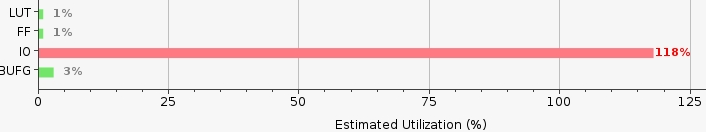 LUT 1%
FF 1%
IO 118%
BUFG 3%
0 25 50 75 100 125
Estimated Utilization (%)